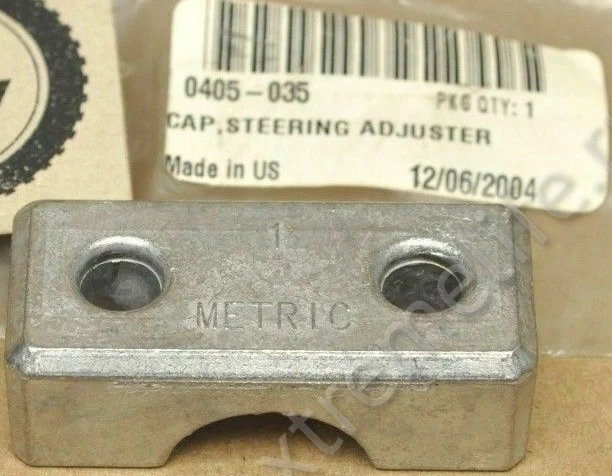 0405-035 PKG QTY: 1
CAP, STEERING ADJUSTER
Made in US 12/06/2004
1
METRIC